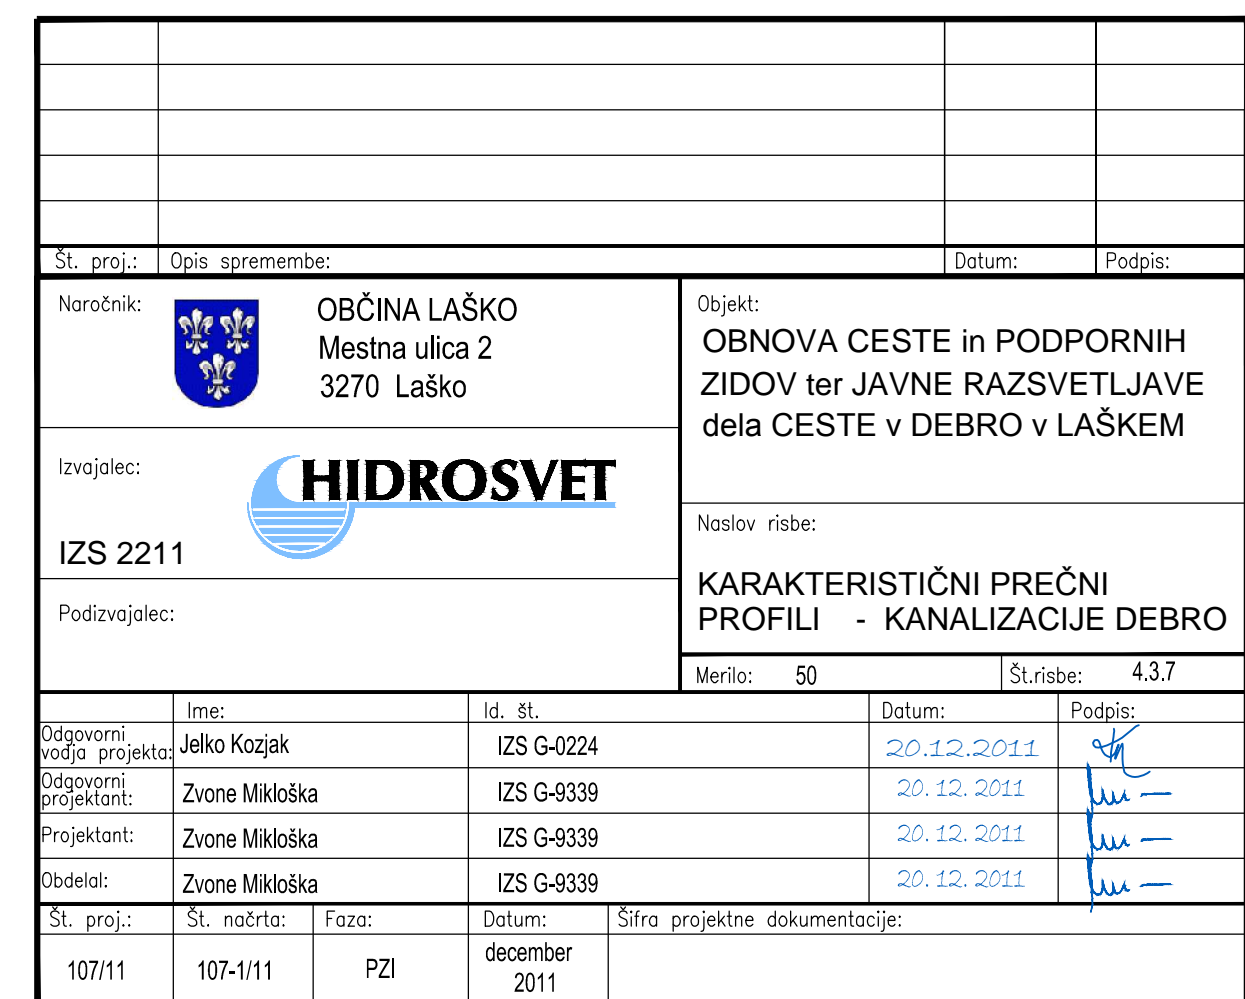 Št. proj.: Opis spremembe: Datum: Podpis:
Naročnik:
OBČINA LAŠKO
Mestna ulica 2
3270 Laško
Objekt:
OBNOVA CESTE in PODPORNIH
ZIDOV ter JAVNE RAZSVETLJAVE
dela CESTE v DEBRO v LAŠKEM
Izvajalec:
HIDROSVET
IZS 2211
Naslov risbe:
KARAKTERISTIČNI PREČNI
PROFILI - KANALIZACIJE DEBRO
Podizvajalec:
Merilo: 50 Št.risbe: 4.3.7
Ime: Id. št. Datum: Podpis:
Odgovorni
vodja projekta: Jelko Kozjak IZS G-0224 20.12.2011
Odgovorni
projektant: Zvone Mikloška IZS G-9339 20.12.2011
Projektant: Zvone Mikloška IZS G-9339 20.12.2011
Obdelal: Zvone Mikloška IZS G-9339 20.12.2011
Št. proj.: Št. načrta: Faza: Datum: Šifra projektne dokumentacije:
107/11 107-1/11 PZI december
2011